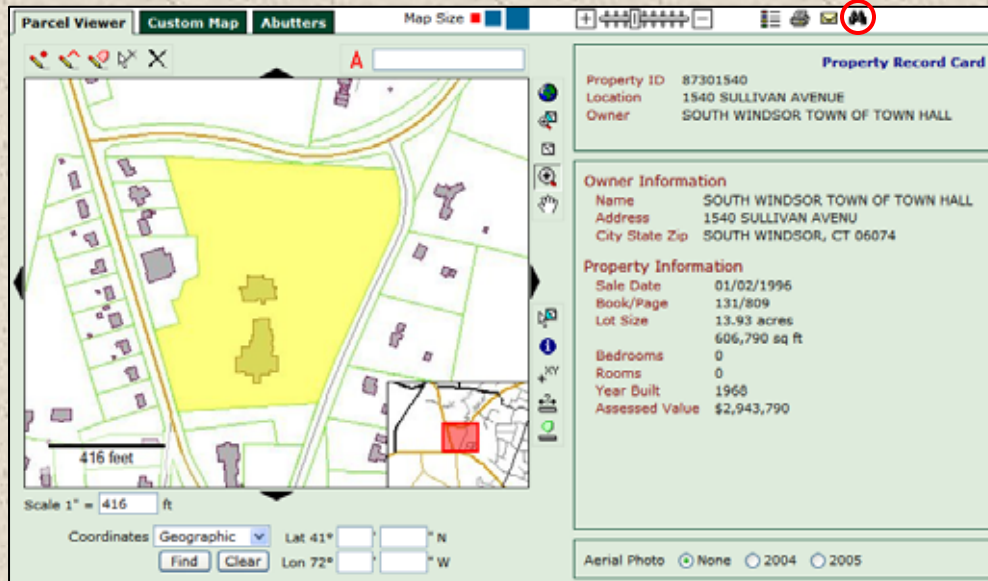 Parcel Viewer Custom Map Abutters Map Size
A
Property Record Card
Property ID 87301540
Location 1540 SULLIVAN AVENUE
Owner SOUTH WINDSOR TOWN OF TOWN HALL
Owner Information
Name SOUTH WINDSOR TOWN OF TOWN HALL
Address 1540 SULLIVAN AVENU
City State Zip SOUTH WINDSOR, CT 06074
Property Information
Sale Date 01/02/1996
Book/Page 131/809
Lot Size 13.93 acres
606,790 sq ft
Bedrooms 0
Rooms 0
Year Built 1968
Assessed Value $2,943,790
XY
416 feet
Scale 1" = 416 ft
Coordinates Geographic Lat 41° ' " N
Find Clear Lon 72° ' " W
Aerial Photo None 2004 2005